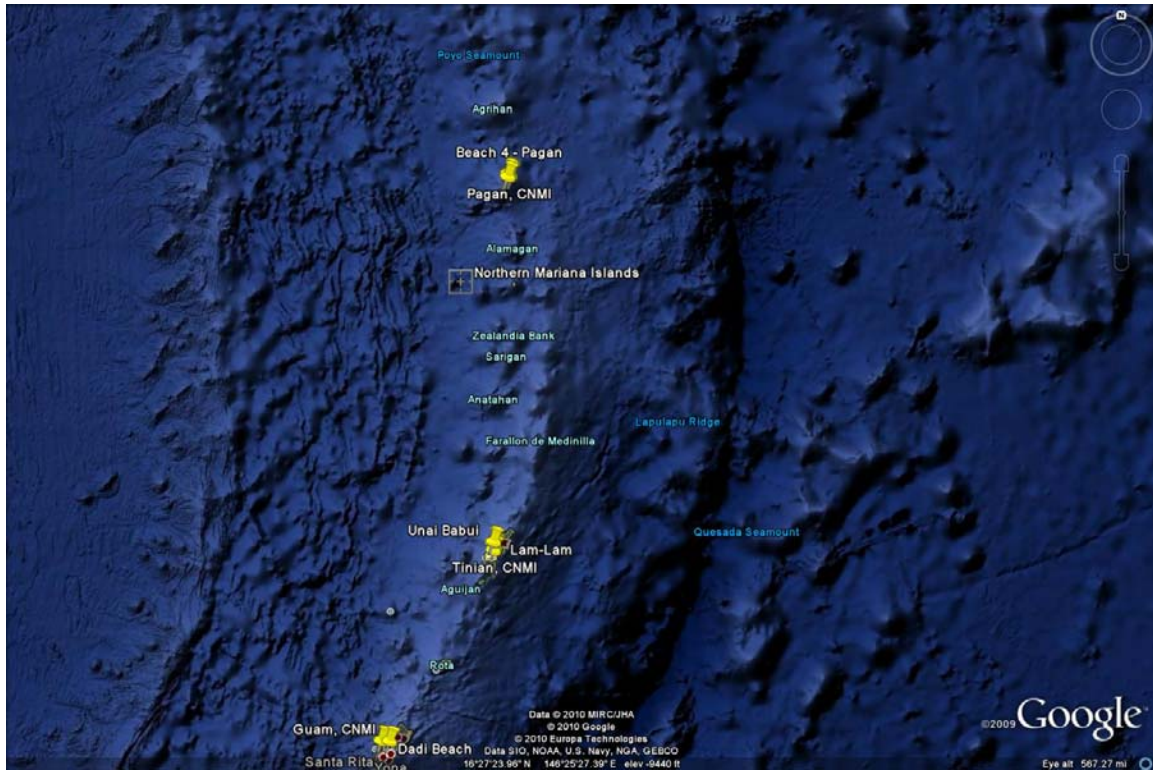 N
Poyo Seamount
Agrihan
Beach 4 - Pagan
Pagan, CNMI
Alamagan
Northern Mariana Islands
Zealandia Bank
Sarigan
Anatahan
Lapulapu Ridge
Farallon de Medinilla
Unai Babui
Quesada Seamount
Lam-Lam
Tinian, CNMI
Aguijan
Rota
Guam, CNMI
Dadi Beach
Santa Rita
Yona
Data © 2010 MIRC/JHA
© 2010 Google
© 2010 Europa Technologies
Data SIO, NOAA, U.S. Navy, NGA, GEBCO
©2009 Google
16°27'23.96" N 146°25'27.39" E elev -9440 ft
Eye alt 567.27 mi